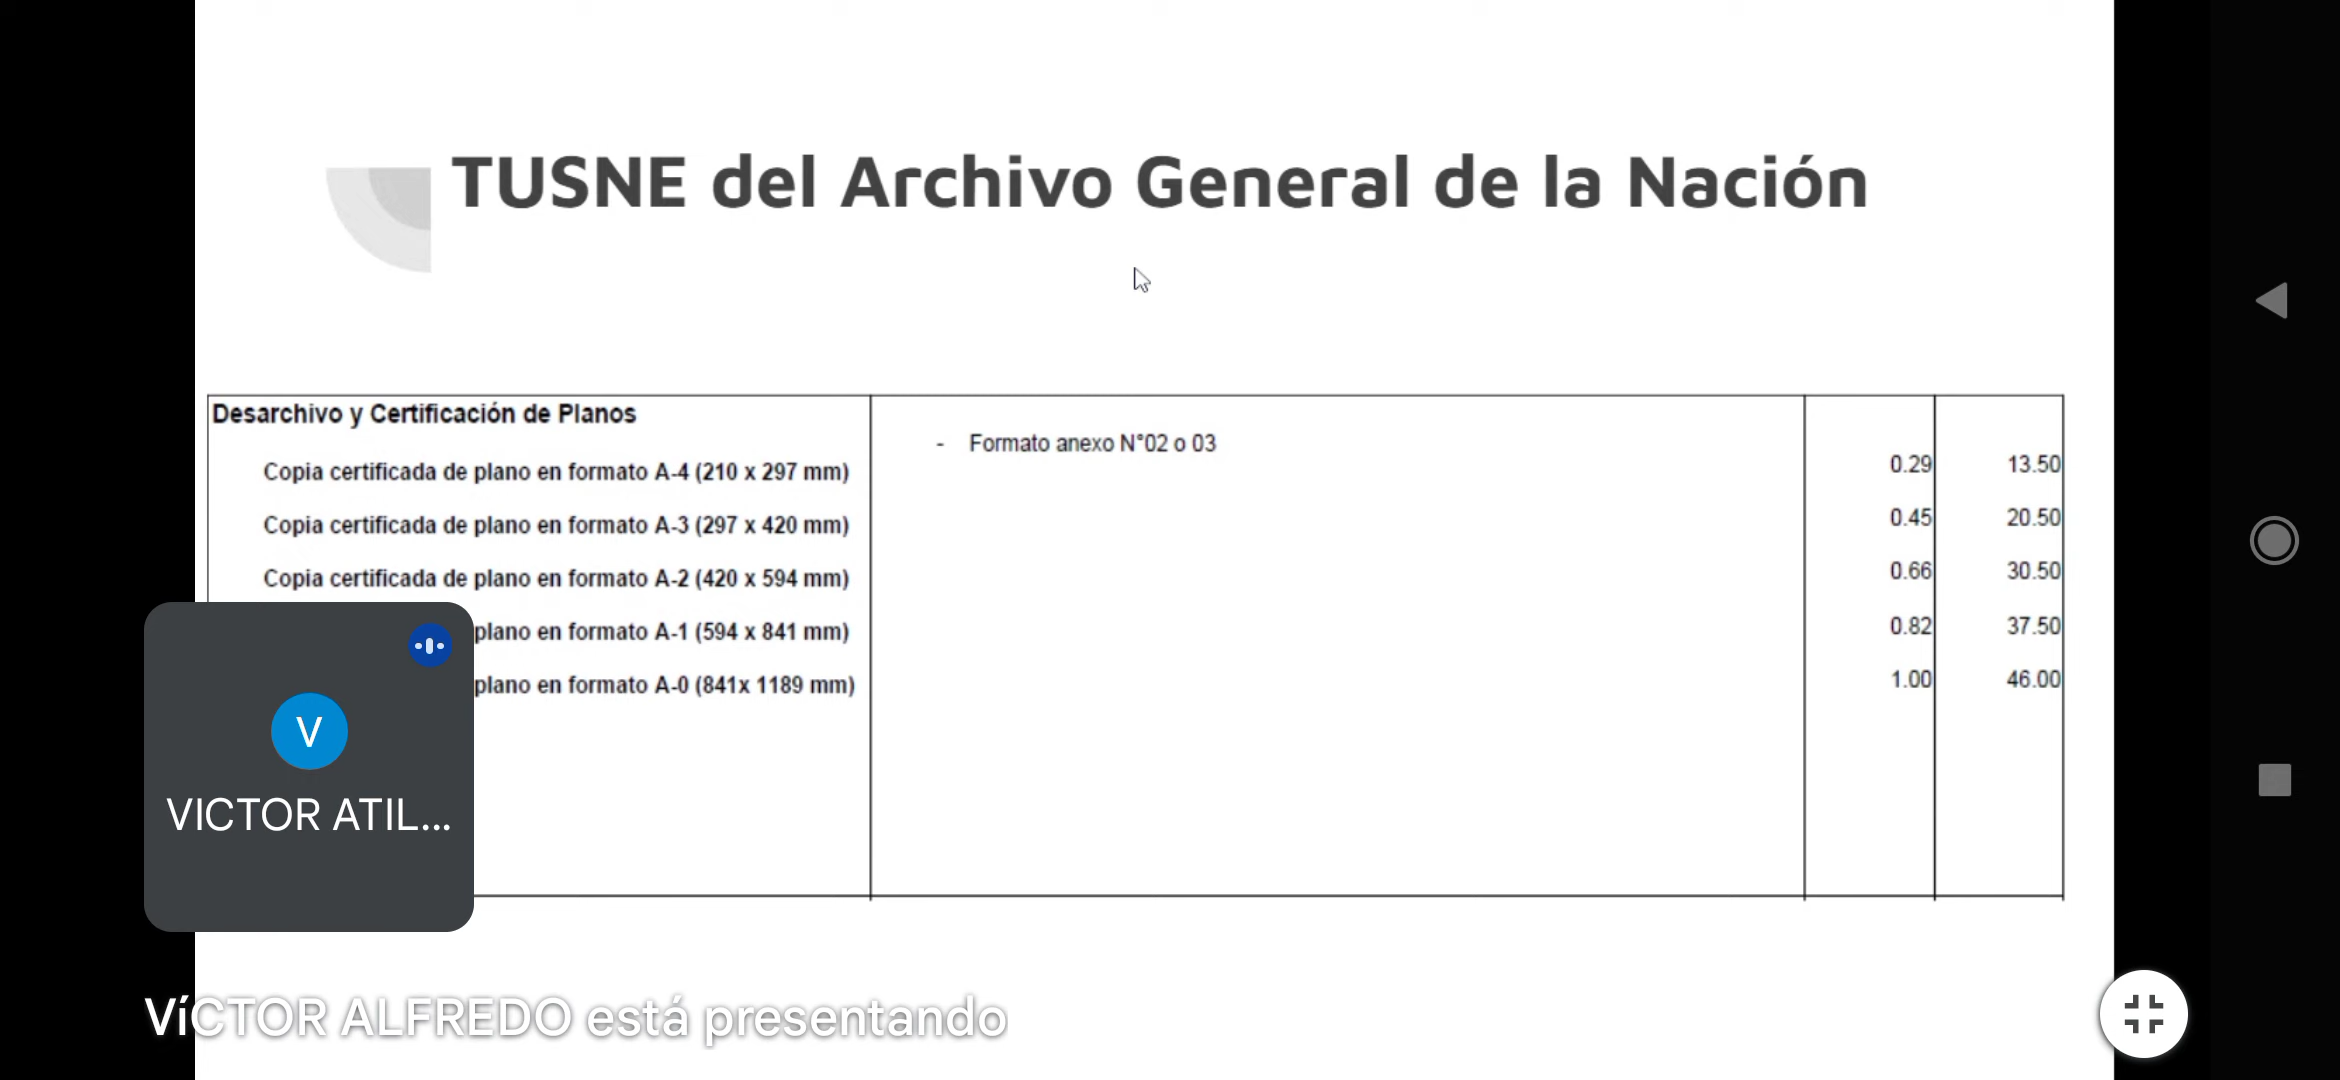 TUSNE del Archivo General de la Nación
Desarchivo y Certificación de Planos
- Formato anexo N°02 o 03
Copia certificada de plano en formato A-4 (210 x 297 mm) 0.29 13.50
Copia certificada de plano en formato A-3 (297 x 420 mm) 0.45 20.50
Copia certificada de plano en formato A-2 (420 x 594 mm) 0.66 30.50
plano en formato A-1 (594 x 841 mm) 0.82 37.50
plano en formato A-0 (841x 1189 mm) 1.00 46.00
V
VICTOR ATIL...
VíCTOR ALFREDO está presentando